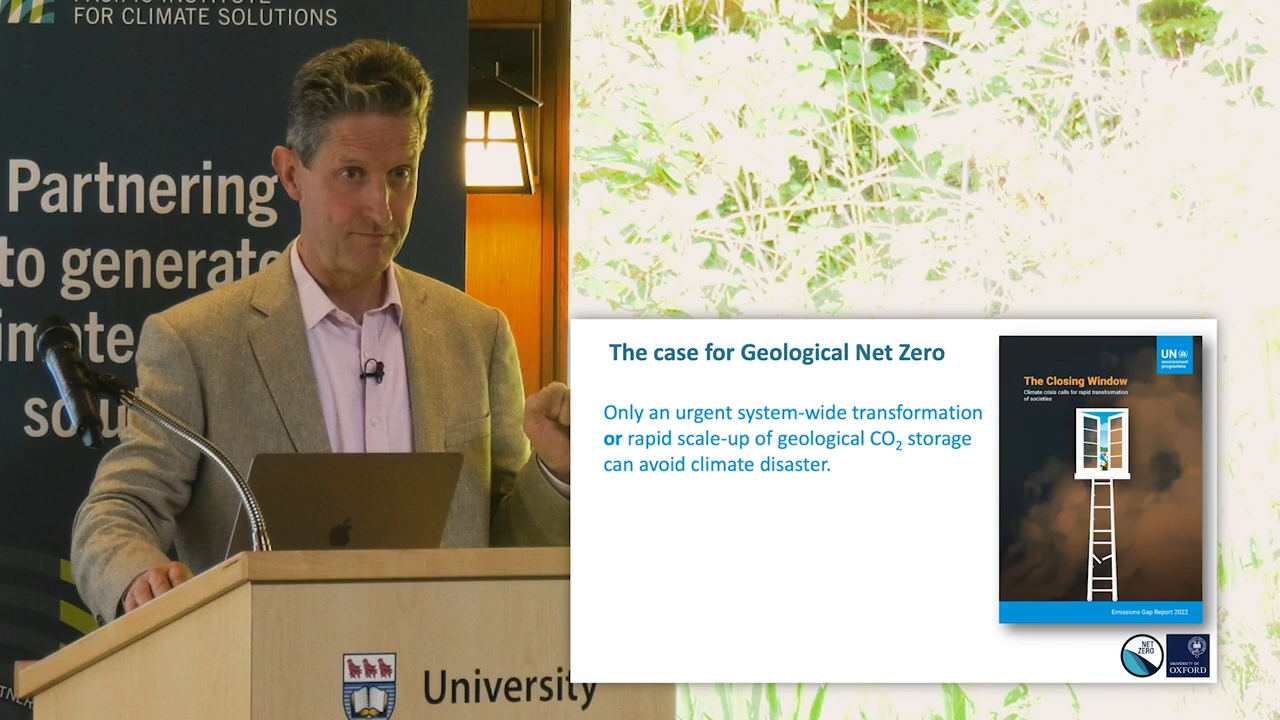 PACIFIC INSTITUTE
FOR CLIMATE SOLUTIONS
Partnering
to generate
solu
University
The case for Geological Net Zero
Only an urgent system-wide transformation
or rapid scale-up of geological CO₂ storage
can avoid climate disaster.
UN
environment
programme
The Closing Window
Climate crisis calls for rapid transformation
of societies
Emissions Gap Report 2022
NET
ZERO
UNIVERSITY OF
OXFORD